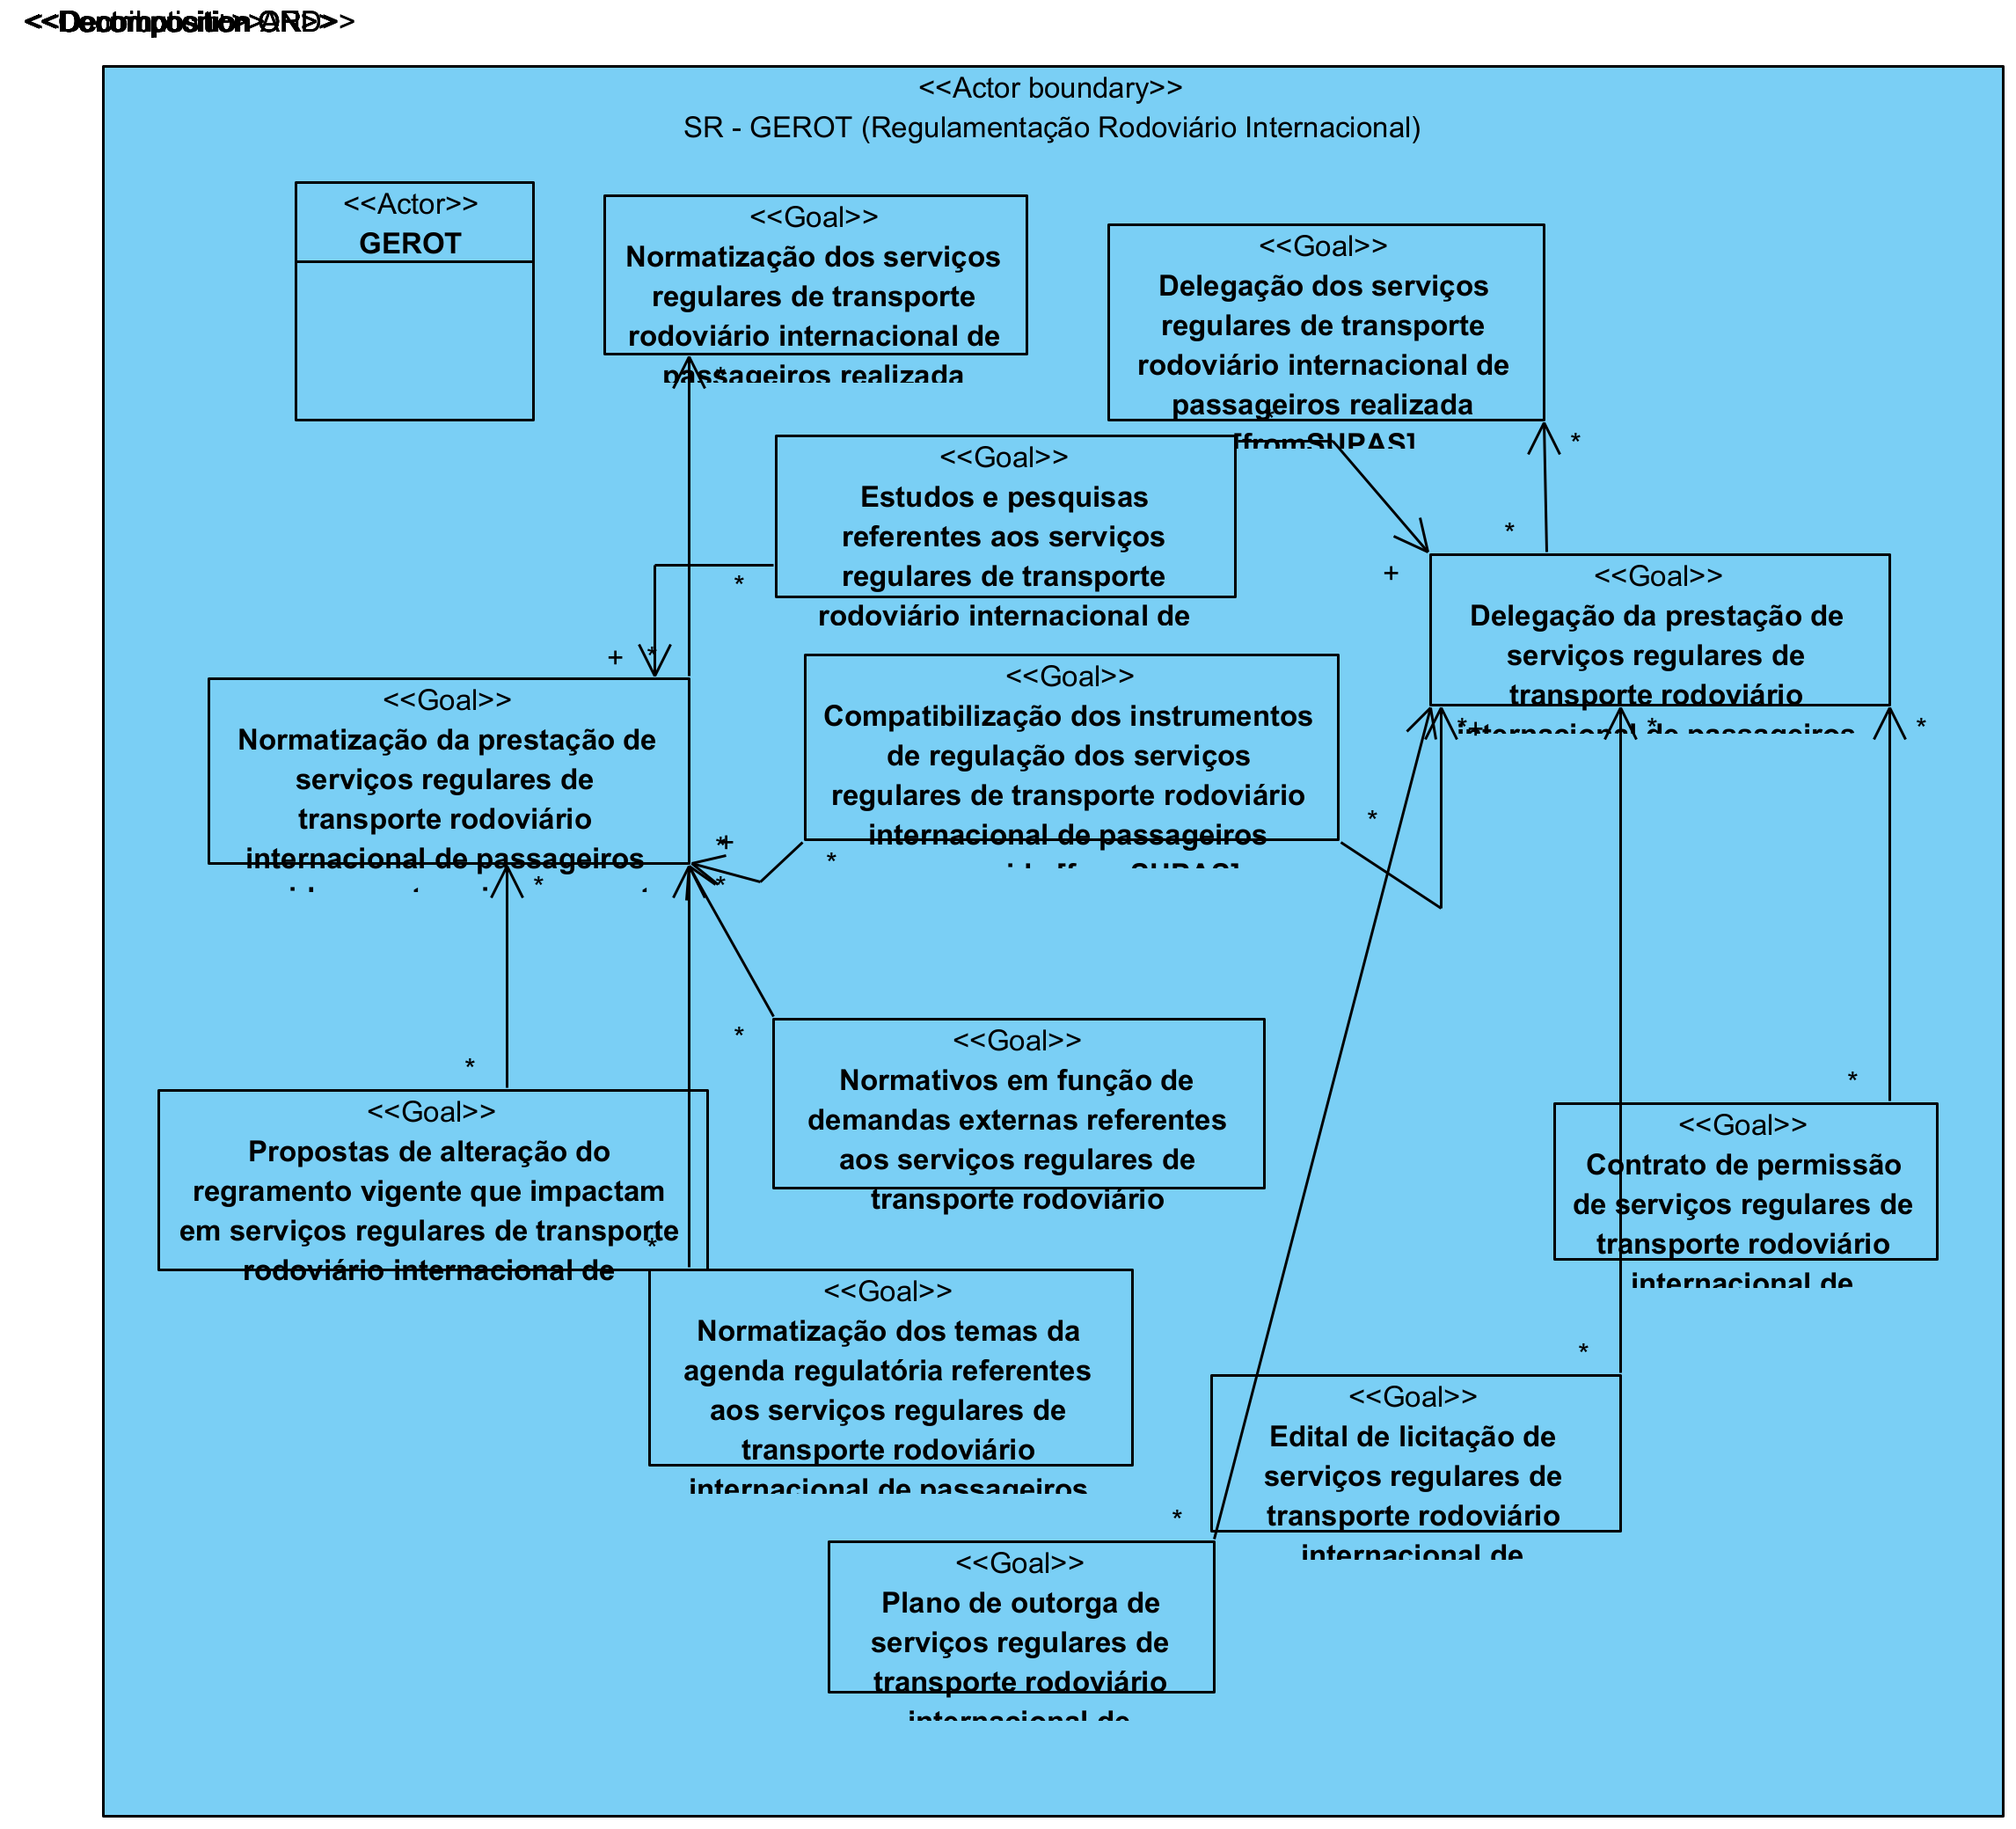 <<Actor boundary>>
SR - GEROT (Regulamentação Rodoviário Internacional)
<<Actor>>
GEROT
<<Goal>>
Normatização dos serviços
regulares de transporte
rodoviário internacional de
passageiros realizada
*
<<Goal>>
Delegação dos serviços
regulares de transporte
rodoviário internacional de
passageiros realizada
[fromSUPAS]
*
*
*
<<Goal>>
Estudos e pesquisas
referentes aos serviços
regulares de transporte
rodoviário internacional de
*
+
<<Goal>>
Delegação da prestação de
serviços regulares de
transporte rodoviário
internacional de passageiros
+
*
<<Goal>>
Normatização da prestação de
serviços regulares de
transporte rodoviário
internacional de passageiros
<<Goal>>
Compatibilização dos instrumentos
de regulação dos serviços
regulares de transporte rodoviário
internacional de passageiros
[fromSUPAS]
*
+
*
+
*
*
*
*
*
*
*
<<Goal>>
Normativos em função de
demandas externas referentes
aos serviços regulares de
transporte rodoviário
*
<<Goal>>
Propostas de alteração do
regramento vigente que impactam
em serviços regulares de transporte
rodoviário internacional de
*
*
<<Goal>>
Contrato de permissão
de serviços regulares de
transporte rodoviário
internacional de
*
<<Goal>>
Normatização dos temas da
agenda regulatória referentes
aos serviços regulares de
transporte rodoviário
internacional de passageiros
*
<<Goal>>
Edital de licitação de
serviços regulares de
transporte rodoviário
internacional de
*
<<Goal>>
Plano de outorga de
serviços regulares de
transporte rodoviário
internacional de